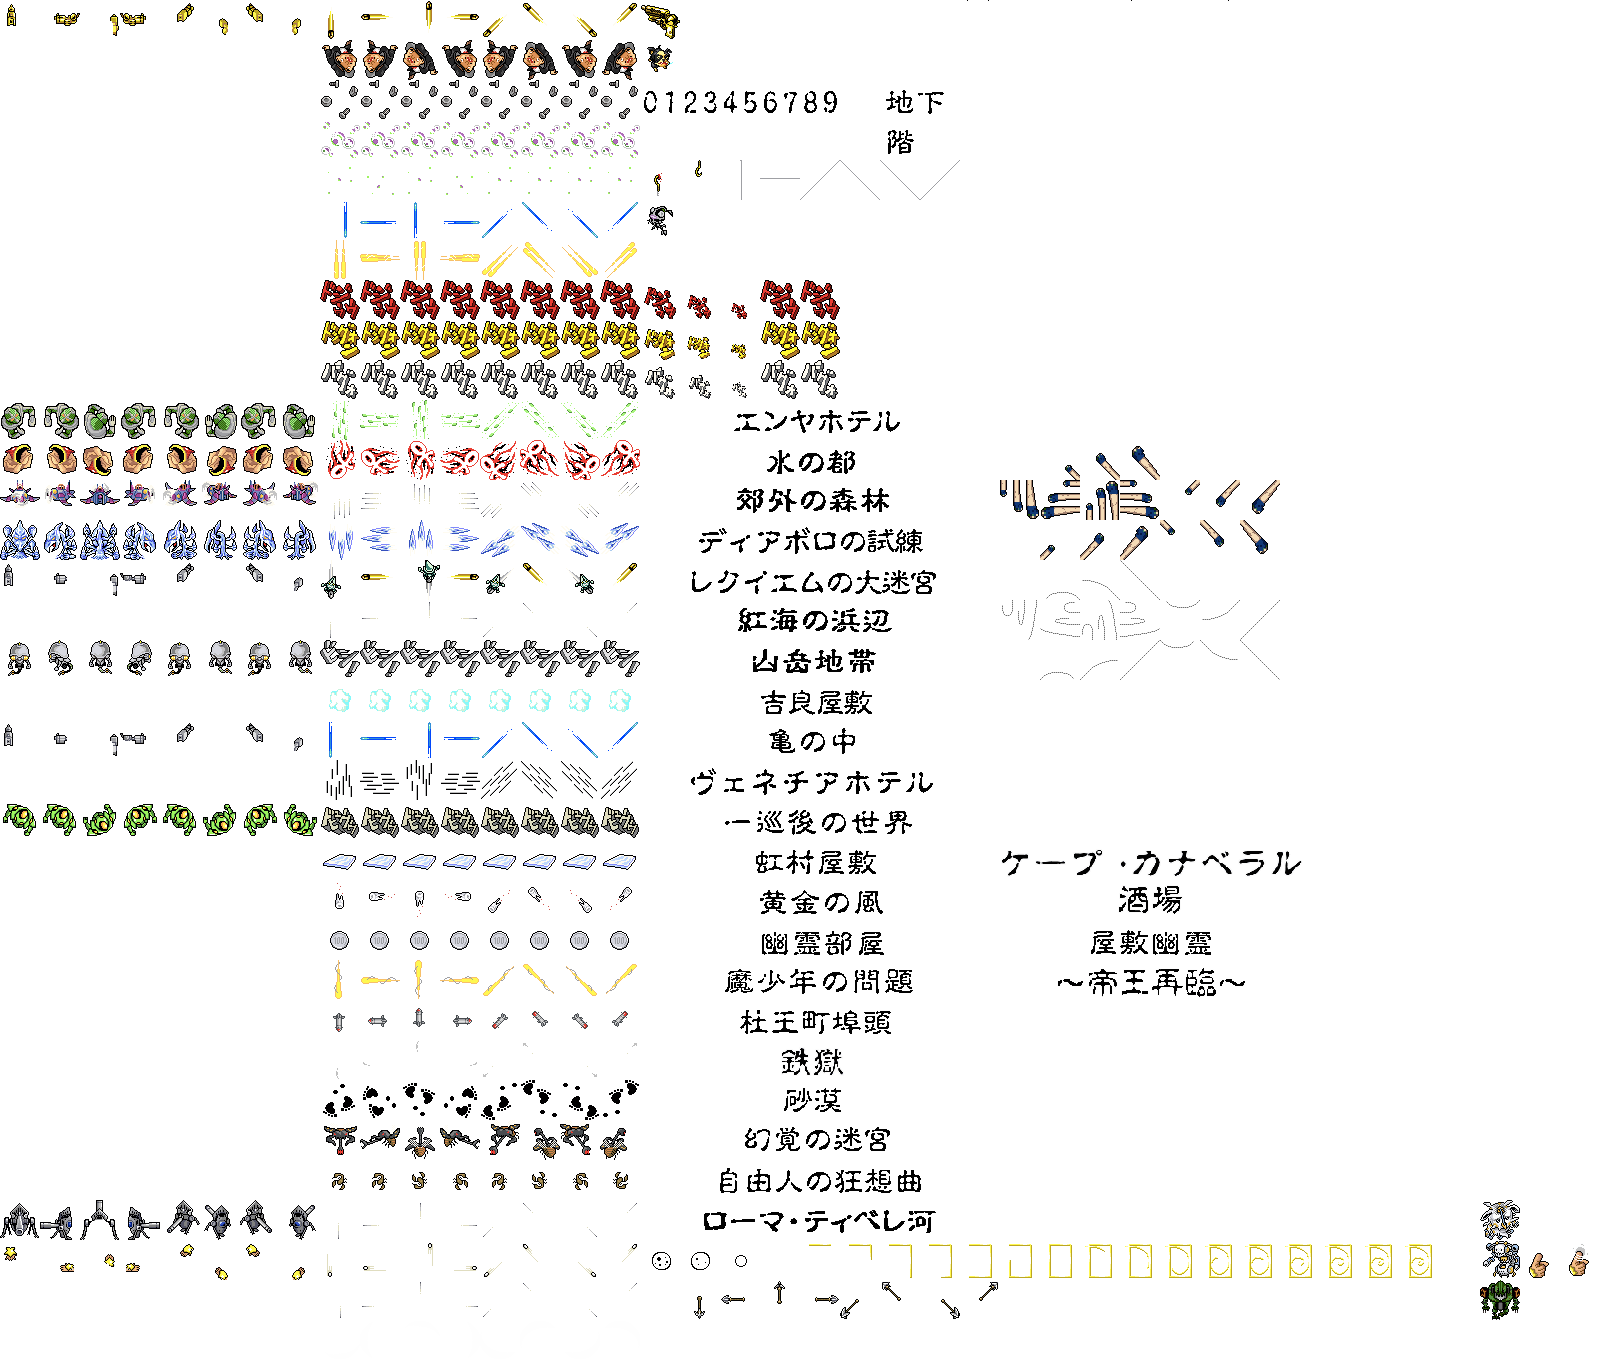 0123456789 地下
階
エンヤホテル
水の都
郊外の森林
ディアボロの試練
レクイエムの大迷宮
紅海の浜辺
山岳地帯
吉良屋敷
亀の中
ヴェネチアホテル
一巡後の世界
虹村屋敷
ケープ・カナベラル
黄金の風
酒場
幽霊部屋
屋敷幽霊
魔少年の問題
～帝王再臨～
杜王町埠頭
鉄獄
砂漠
幻覚の迷宮
自由人の狂想曲
ローマ・ティベレ河